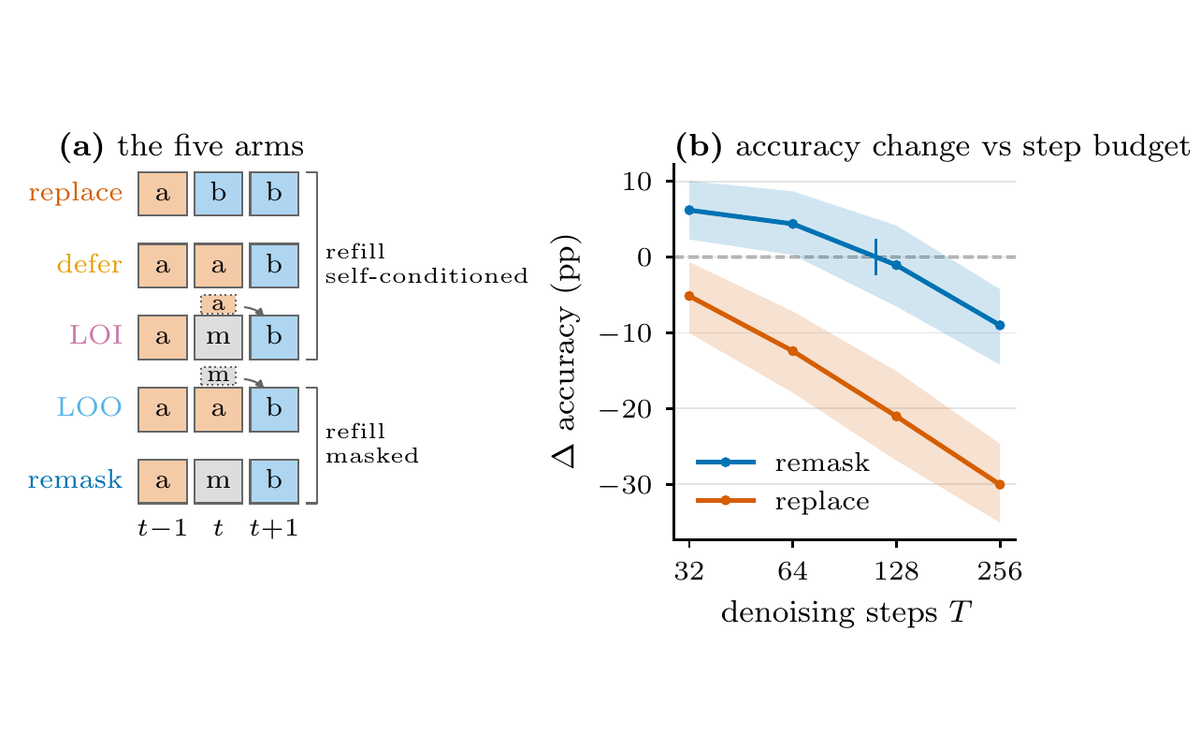 (a) the five arms
replace a b b
defer a a b
refill
self-conditioned
a
LOI a m b
m
LOO a a b
refill
masked
remask a m b
t−1 t t+1
(b) accuracy change vs step budget
Δ accuracy (pp)
10
0
−10
−20
−30
remask
replace
32 64 128 256
denoising steps T